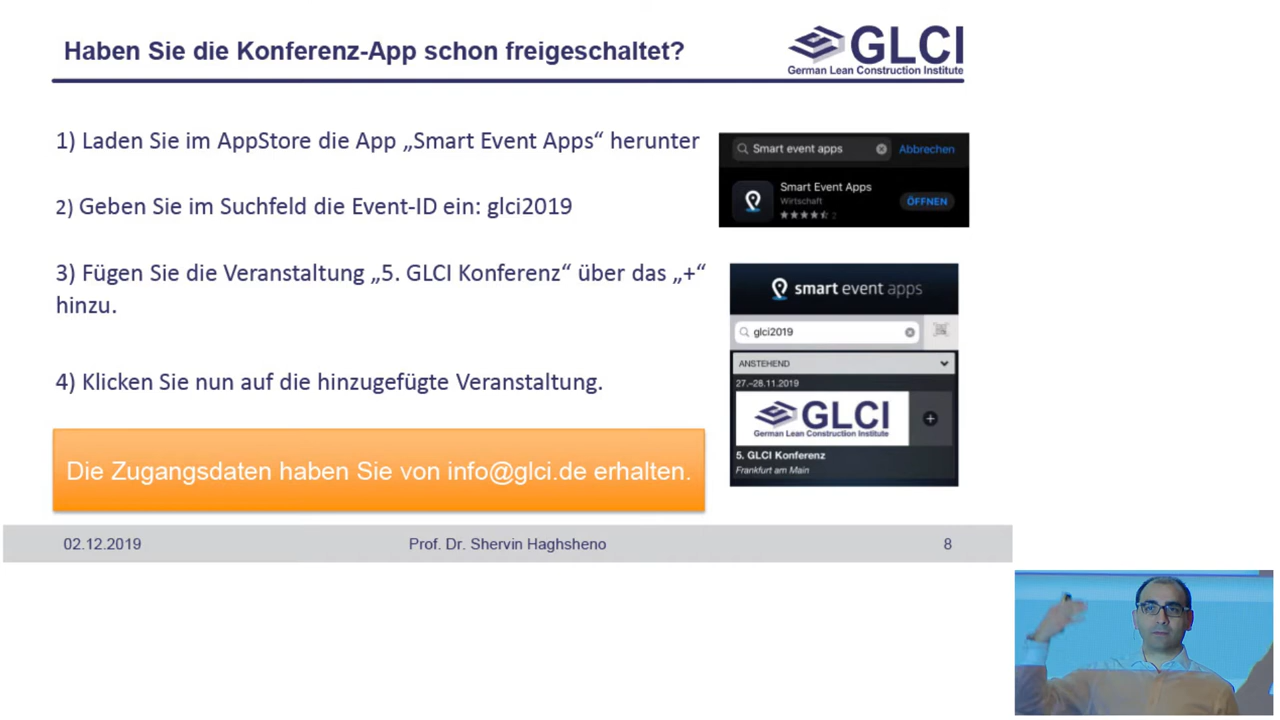 Haben Sie die Konferenz-App schon freigeschaltet?
GLCI
German Lean Construction Institute
1) Laden Sie im AppStore die App „Smart Event Apps“ herunter
2) Geben Sie im Suchfeld die Event-ID ein: glci2019
3) Fügen Sie die Veranstaltung „5. GLCI Konferenz“ über das „+“
hinzu.
4) Klicken Sie nun auf die hinzugefügte Veranstaltung.
Die Zugangsdaten haben Sie von info@glci.de erhalten.
Smart event apps Abbrechen
Smart Event Apps
Wirtschaft
ÖFFNEN
2
smart event apps
glci2019
ANSTEHEND
27.–28.11.2019
GLCI
German Lean Construction Institute
5. GLCI Konferenz
Frankfurt am Main
02.12.2019 Prof. Dr. Shervin Haghsheno 8